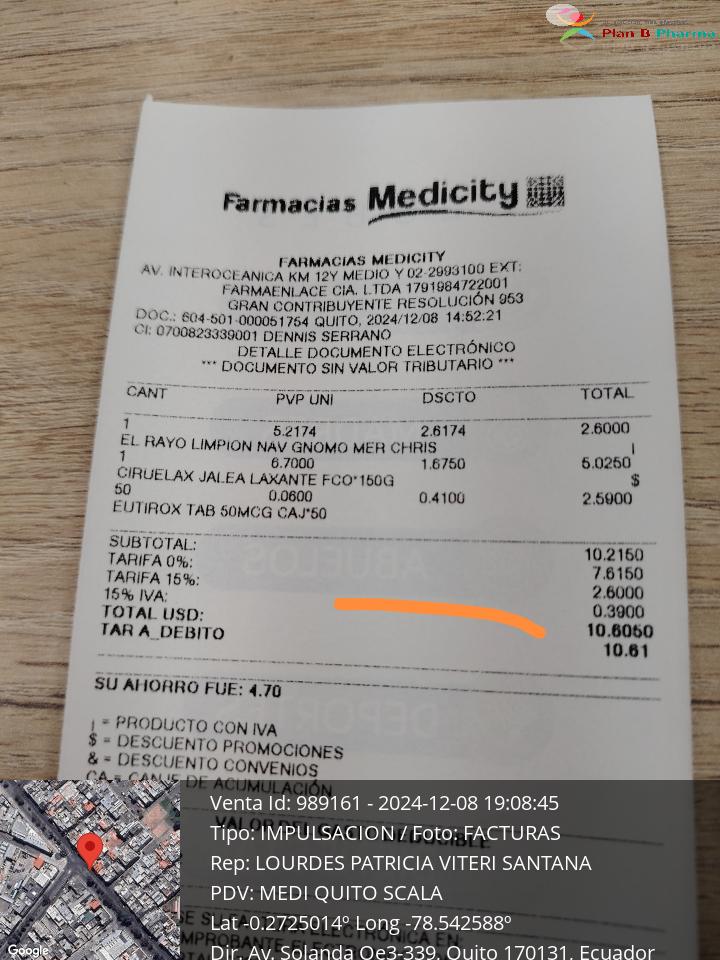 Plan B Pharma
Farmacias Medicity
FARMACIAS MEDICITY
AV. INTEROCEANICA KM 12Y MEDIO Y 02-2993100 EXT:
FARMAENLACE CIA. LTDA 1791984722001
GRAN CONTRIBUYENTE RESOLUCIÓN 953
DOC.: 604-501-000051754 QUITO, 2024/12/08 14:52:21
CI: 0700823339001 DENNIS SERRANO
DETALLE DOCUMENTO ELECTRÓNICO
*** DOCUMENTO SIN VALOR TRIBUTARIO ***
CANT PVP UNI DSCTO TOTAL
1 5.2174 2.6174 2.6000
EL RAYO LIMPION NAV GNOMO MER CHRIS |
1 6.7000 1.6750 5.0250
CIRUELAX JALEA LAXANTE FCO*150G $
50 0.0600 0.4100 2.5900
EUTIROX TAB 50MCG CAJ*50
SUBTOTAL: 10.2150
TARIFA 0%: 7.6150
TARIFA 15%: 2.6000
15% IVA: 0.3900
TOTAL USD: 10.6050
TAR A_DEBITO 10.61
SU AHORRO FUE: 4.70
| = PRODUCTO CON IVA
$ = DESCUENTO PROMOCIONES
& = DESCUENTO CONVENIOS
CA = CANJE DE ACUMULACIÓN
Venta Id: 989161 - 2024-12-08 19:08:45
Tipo: IMPULSACION / Foto: FACTURAS
Rep: LOURDES PATRICIA VITERI SANTANA
PDV: MEDI QUITO SCALA
Lat -0.2725014º Long -78.542588º
Dir. Av. Solanda Oe3-339, Quito 170131, Ecuador
Google